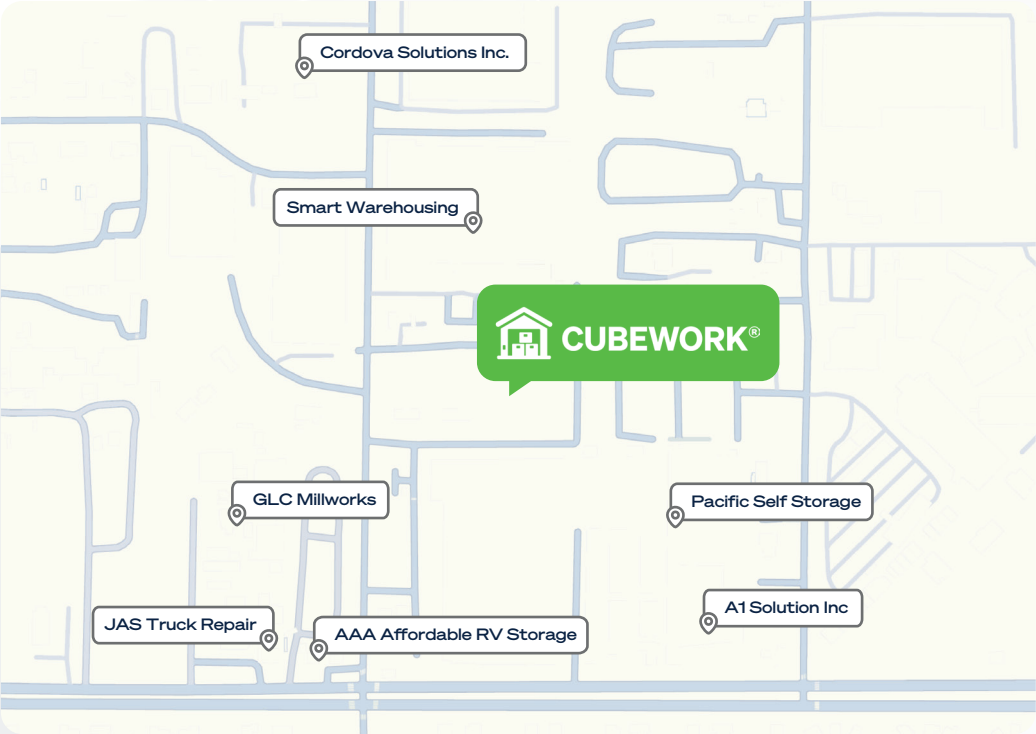 Cordova Solutions Inc.
Smart Warehousing
CUBEWORK®
GLC Millworks
Pacific Self Storage
A1 Solution Inc
JAS Truck Repair
AAA Affordable RV Storage